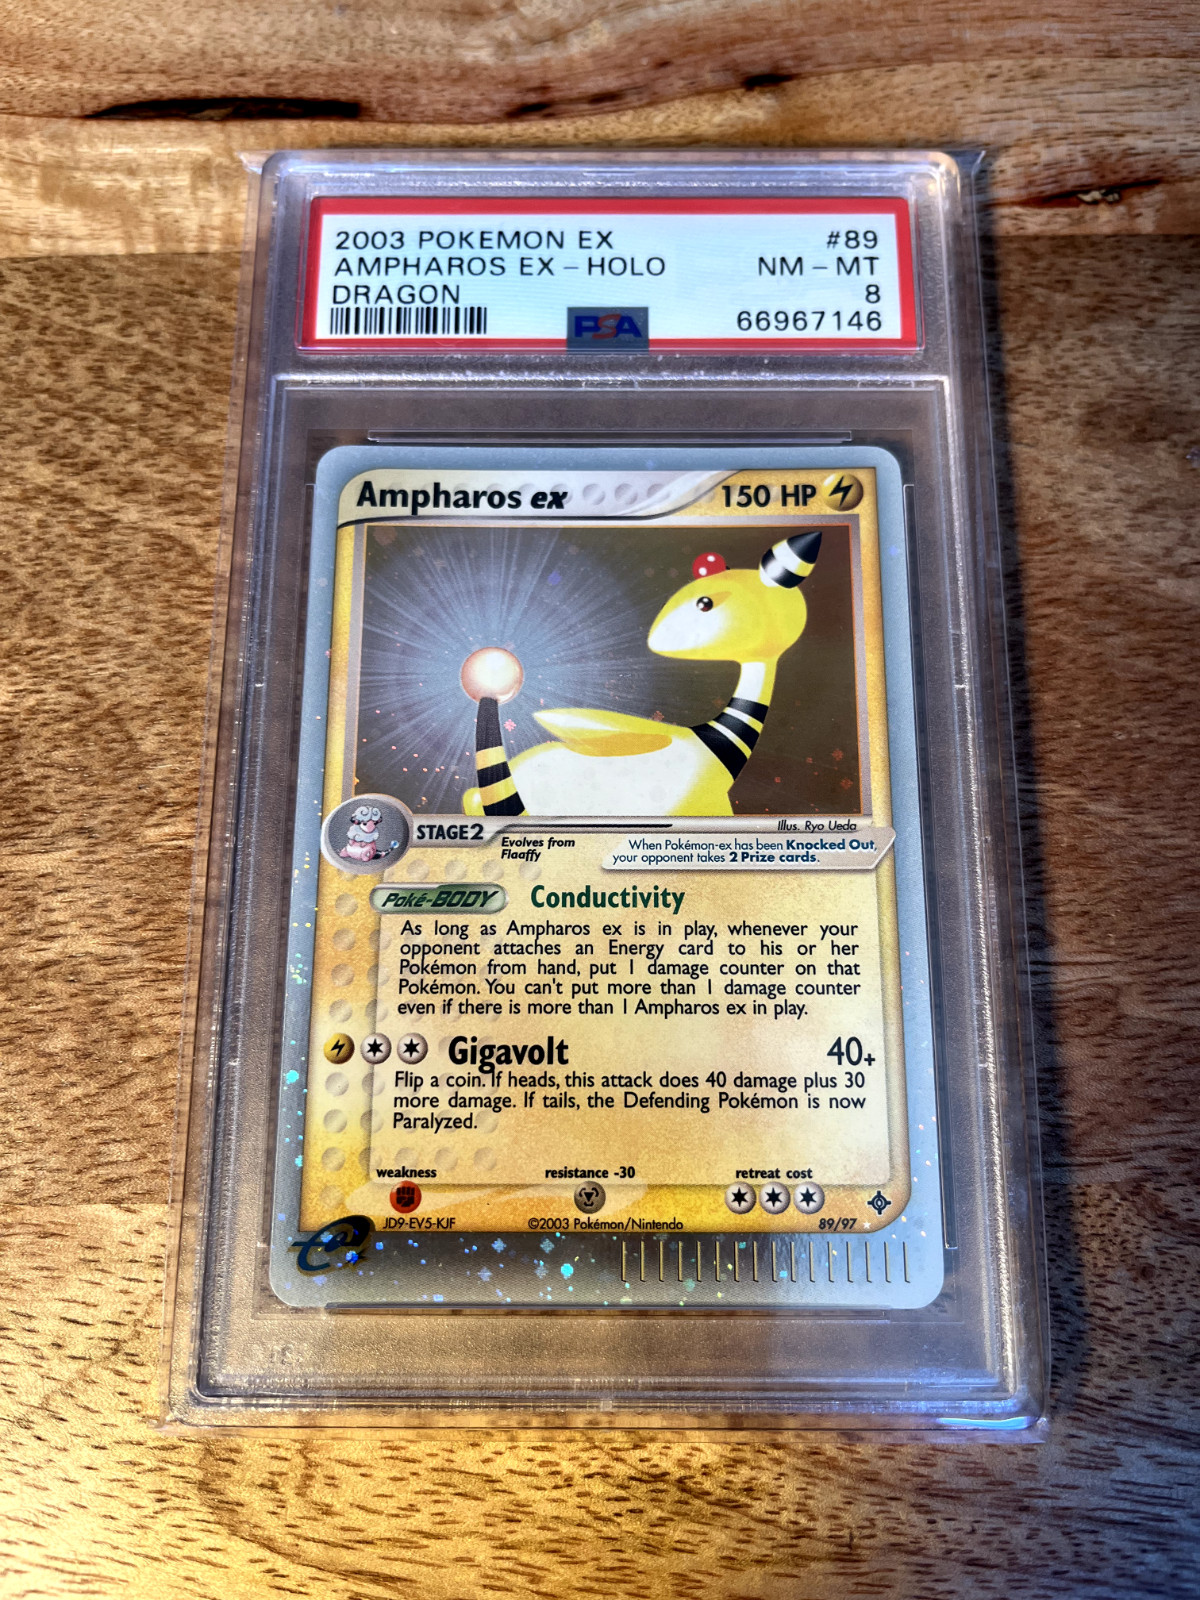 2003 POKEMON EX #89
AMPHAROS EX - HOLO NM - MT
DRAGON 8
PSA 66967146
Ampharos ex 150 HP
Illus. Ryo Ueda
STAGE2
Evolves from
Flaaffy
When Pokémon-ex has been Knocked Out,
your opponent takes 2 Prize cards.
Poké-BODY Conductivity
As long as Ampharos ex is in play, whenever your
opponent attaches an Energy card to his or her
Pokémon from hand, put 1 damage counter on that
Pokémon. You can't put more than 1 damage counter
even if there is more than 1 Ampharos ex in play.
Gigavolt 40+
Flip a coin. If heads, this attack does 40 damage plus 30
more damage. If tails, the Defending Pokémon is now
Paralyzed.
weakness resistance -30 retreat cost
JD9-EV5-KJF ©2003 Pokémon/Nintendo 89/97